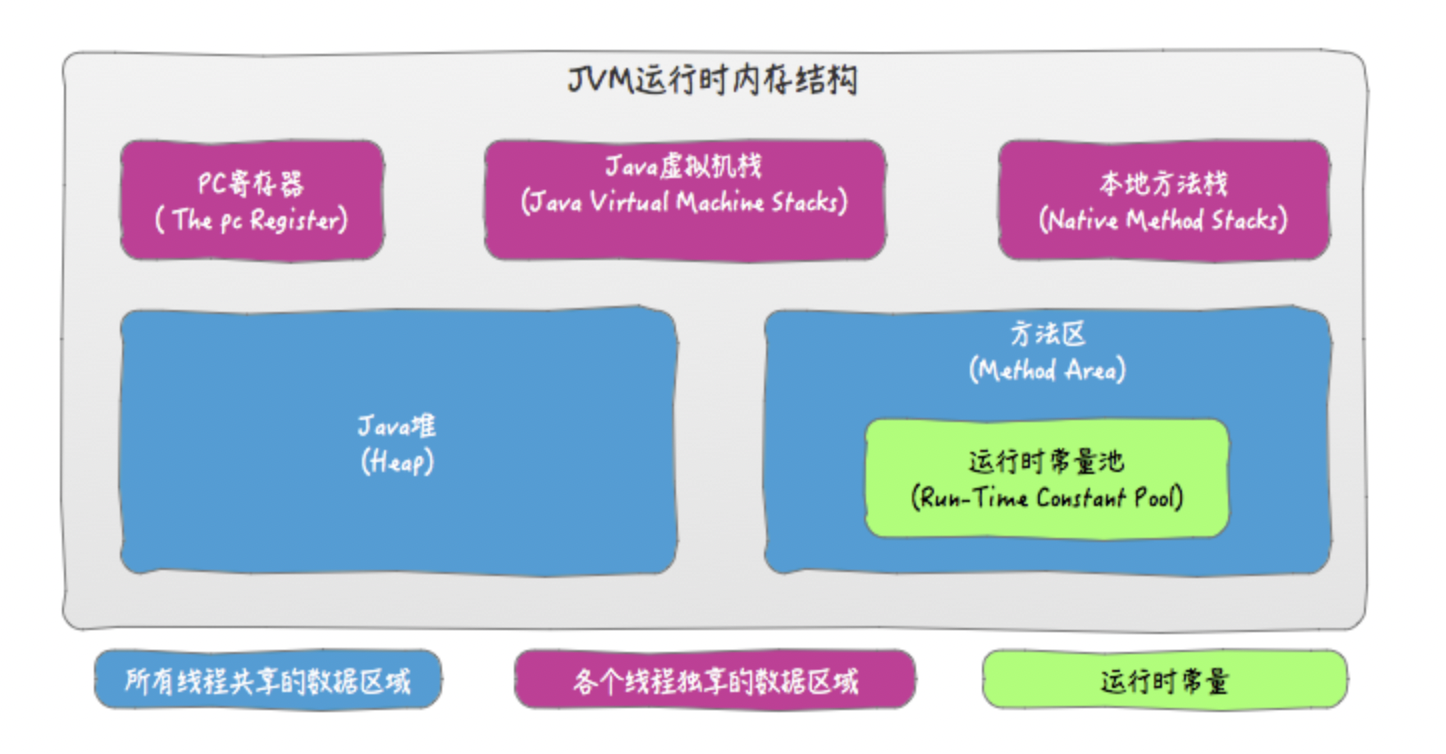 JVM运行时内存结构
PC寄存器
( The pc Register)
Java虚拟机栈
(Java Virtual Machine Stacks)
本地方法栈
(Native Method Stacks)
Java堆
(Heap)
方法区
(Method Area)
运行时常量池
(Run-Time Constant Pool)
所有线程共享的数据区域
各个线程独享的数据区域
运行时常量